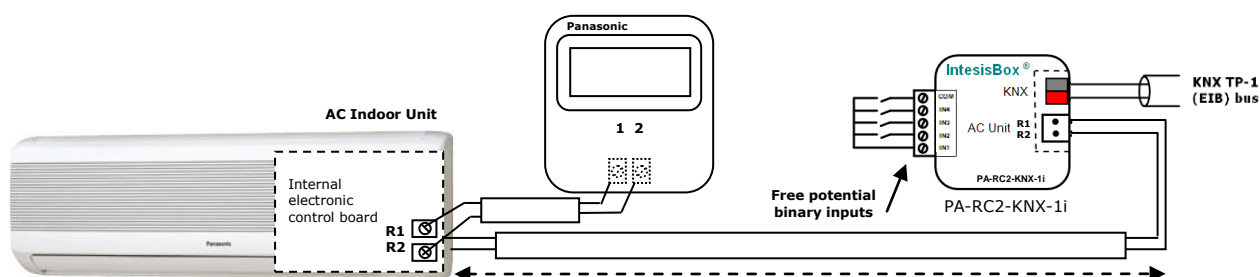 Panasonic
1 2
AC Indoor Unit
Internal
electronic
control board
R1
R2
Panasonic
IntesisBox ®
KNX
COM
IN4
IN3
IN2
IN1
AC Unit
R1
R2
PA-RC2-KNX-1i
PA-RC2-KNX-1i
Free potential
binary inputs
KNX TP-1
(EIB) bus